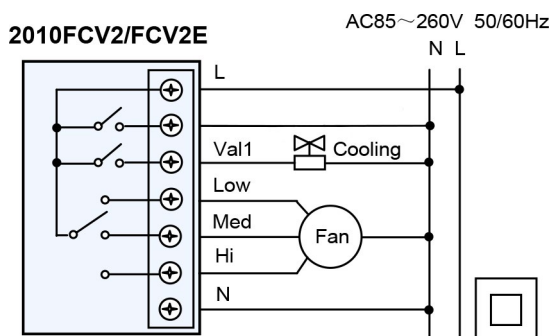 2010FCV2/FCV2E
AC85～260V 50/60Hz
N L
L
Val1
Cooling
Low
Med
Fan
Hi
N